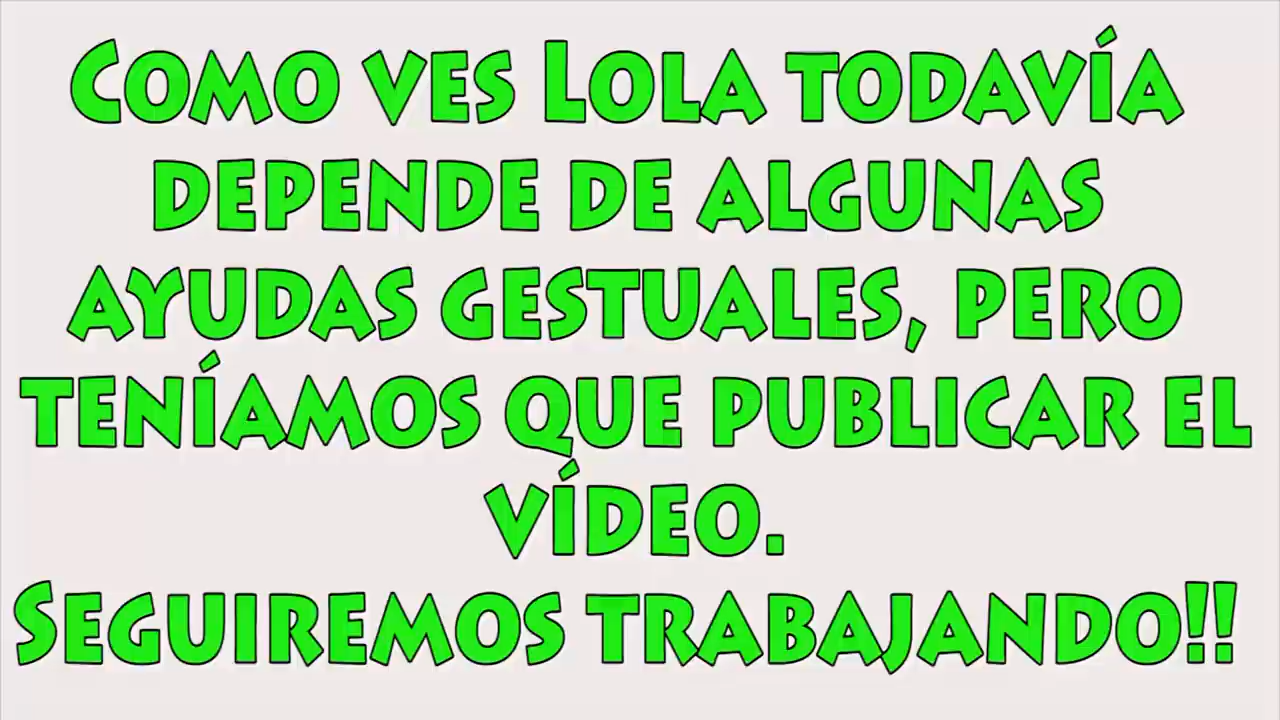 Como ves Lola todavía
depende de algunas
ayudas gestuales, pero
teníamos que publicar el
vídeo.
Seguiremos trabajando!!